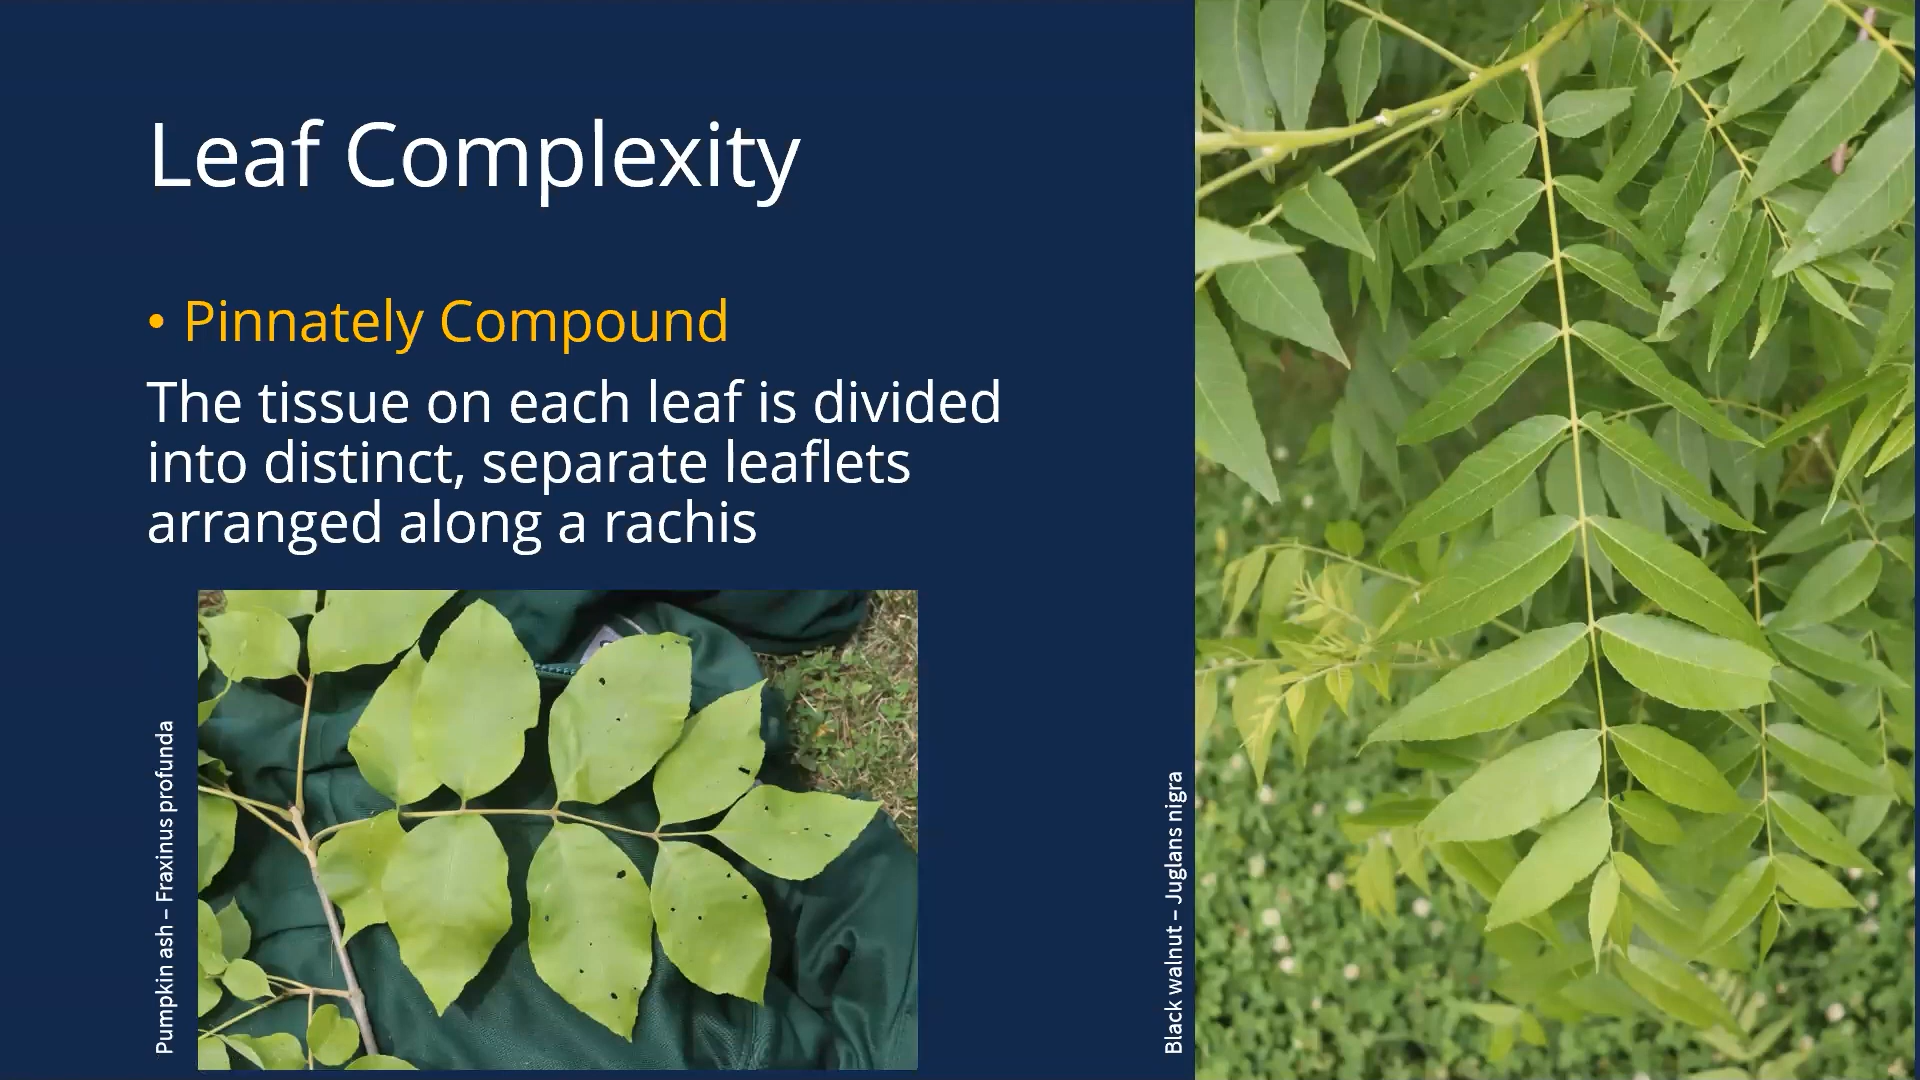 Leaf Complexity
• Pinnately Compound
The tissue on each leaf is divided
into distinct, separate leaflets
arranged along a rachis
Pumpkin ash – Fraxinus profunda
Black walnut – Juglans nigra